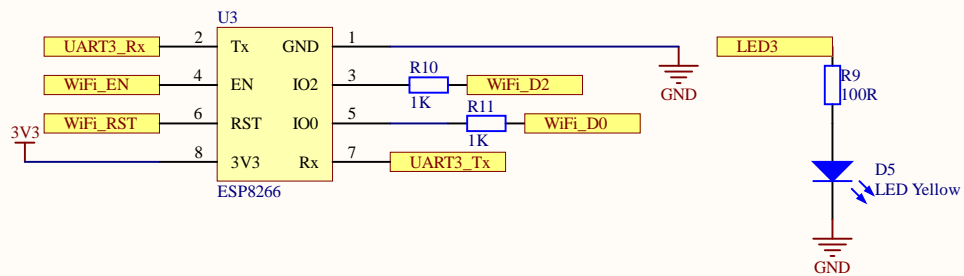 U3
UART3_Rx 2 Tx GND 1 LED3
WiFi_EN 4 EN IO2 3 R10 1K WiFi_D2 GND R9 100R
WiFi_RST 6 RST IO0 5 R11 1K WiFi_D0
3V3 8 3V3 Rx 7 UART3_Tx D5
ESP8266 LED Yellow
GND